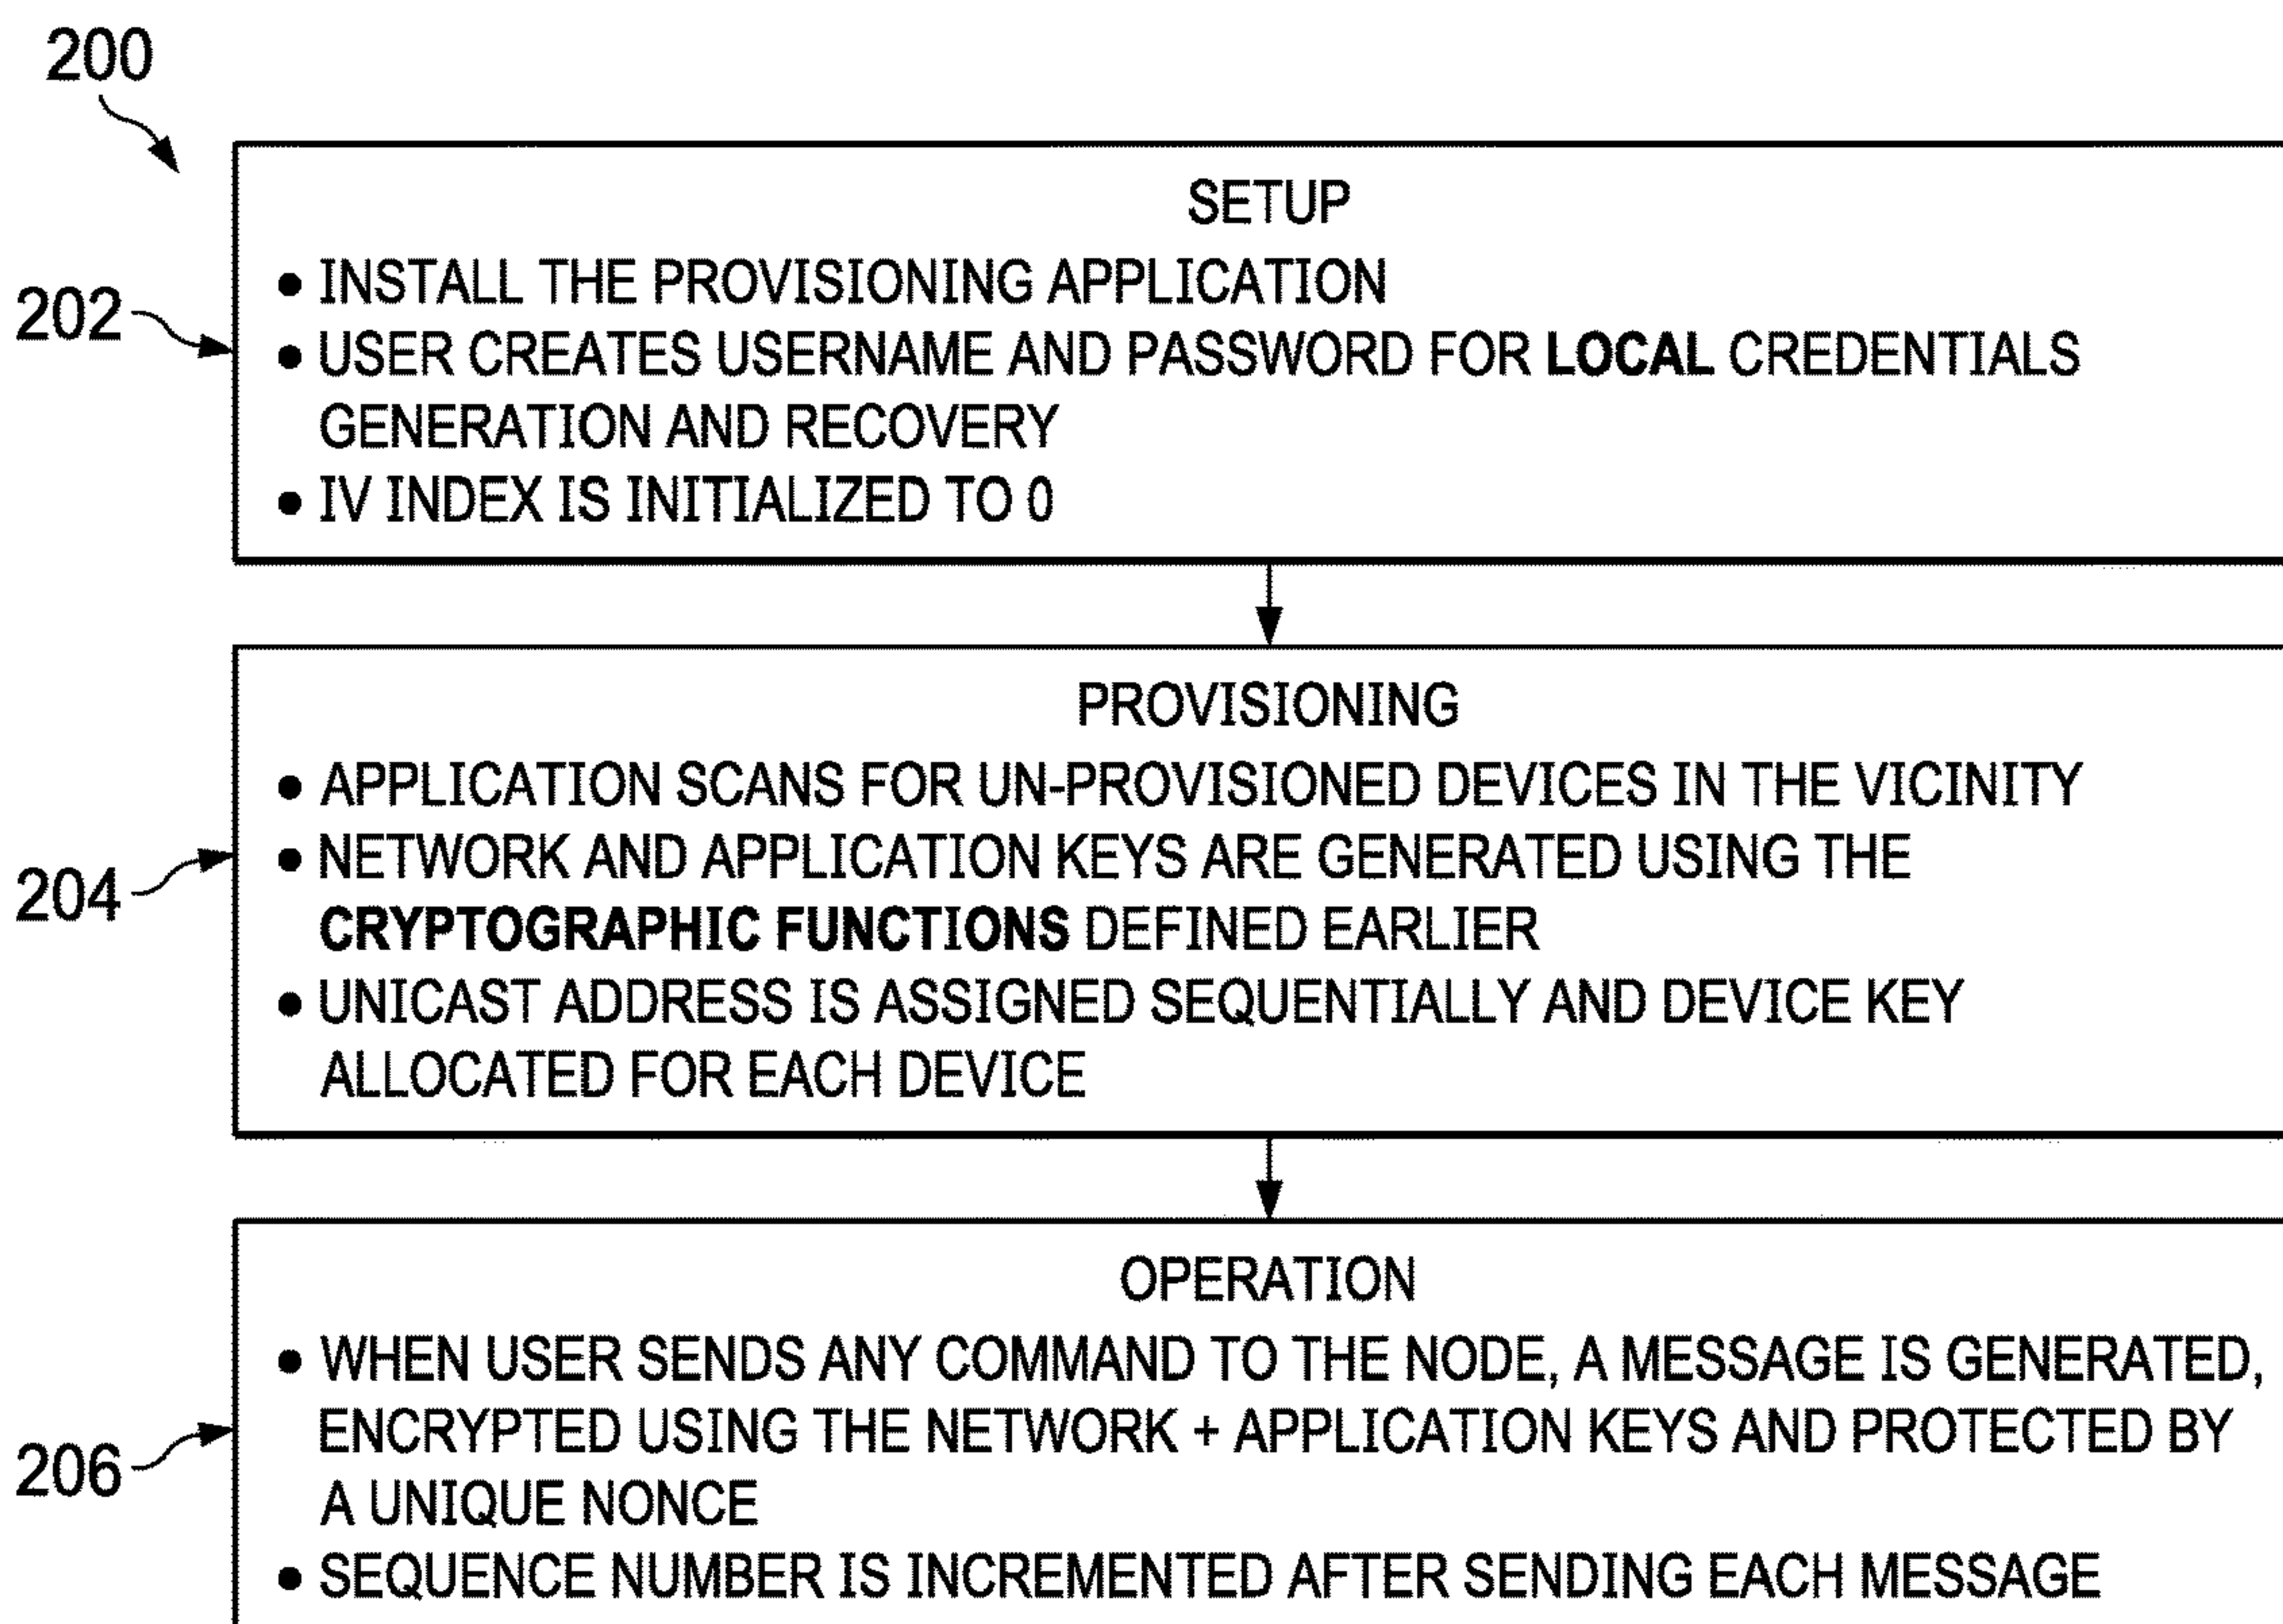 200
SETUP
● INSTALL THE PROVISIONING APPLICATION
202
● USER CREATES USERNAME AND PASSWORD FOR LOCAL CREDENTIALS
GENERATION AND RECOVERY
● IV INDEX IS INITIALIZED TO 0
PROVISIONING
● APPLICATION SCANS FOR UN-PROVISIONED DEVICES IN THE VICINITY
● NETWORK AND APPLICATION KEYS ARE GENERATED USING THE
204
CRYPTOGRAPHIC FUNCTIONS DEFINED EARLIER
● UNICAST ADDRESS IS ASSIGNED SEQUENTIALLY AND DEVICE KEY
ALLOCATED FOR EACH DEVICE
OPERATION
● WHEN USER SENDS ANY COMMAND TO THE NODE, A MESSAGE IS GENERATED,
ENCRYPTED USING THE NETWORK + APPLICATION KEYS AND PROTECTED BY
206
A UNIQUE NONCE
● SEQUENCE NUMBER IS INCREMENTED AFTER SENDING EACH MESSAGE